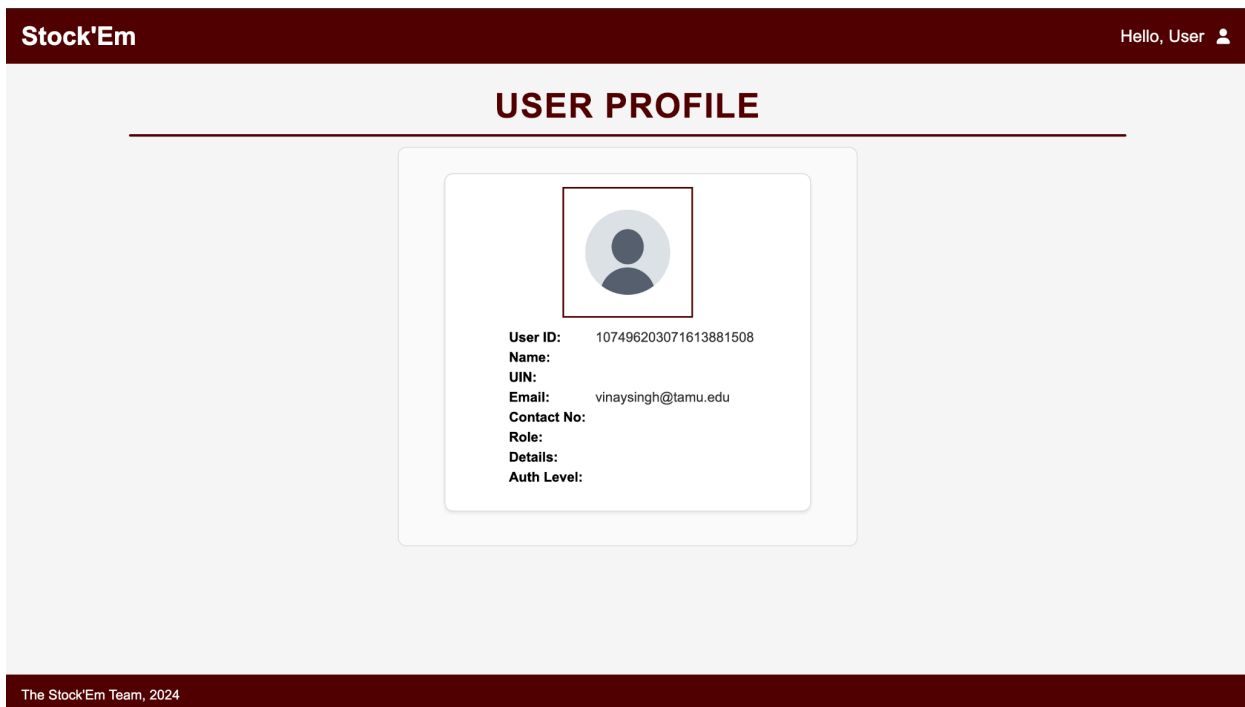 Stock'Em
Hello, User
USER PROFILE
User ID: 107496203071613881508
Name:
UIN:
Email: vinaysingh@tamu.edu
Contact No:
Role:
Details:
Auth Level:
The Stock'Em Team, 2024